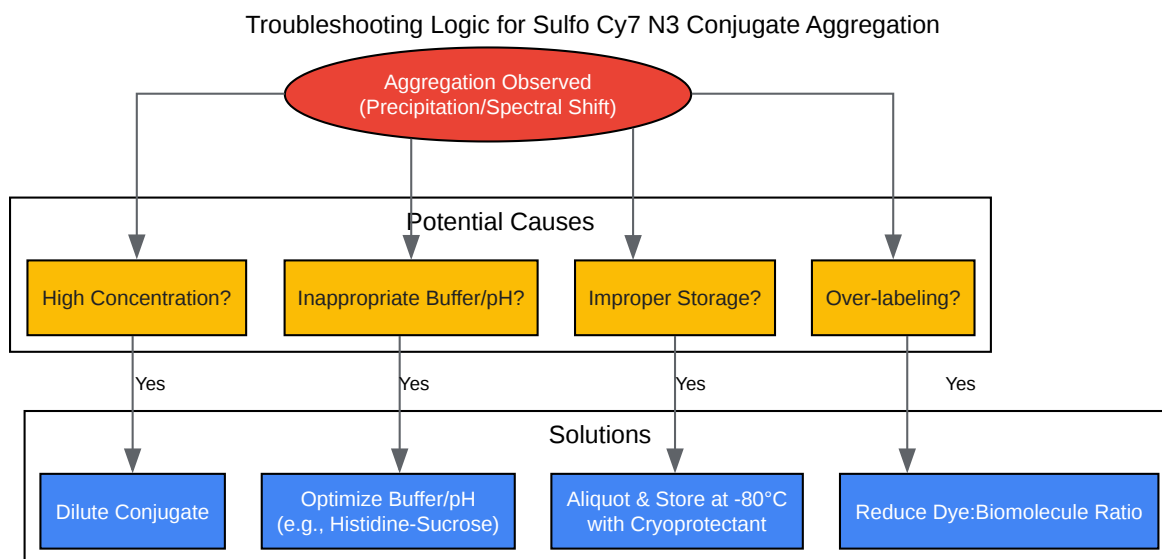 Troubleshooting Logic for Sulfo Cy7 N3 Conjugate Aggregation
Aggregation Observed
(Precipitation/Spectral Shift)
Potential Causes
High Concentration?
Inappropriate Buffer/pH?
Improper Storage?
Over-labeling?
Yes
Yes
Yes
Yes
Solutions
Dilute Conjugate
Optimize Buffer/pH
(e.g., Histidine-Sucrose)
Aliquot & Store at -80°C
with Cryoprotectant
Reduce Dye:Biomolecule Ratio